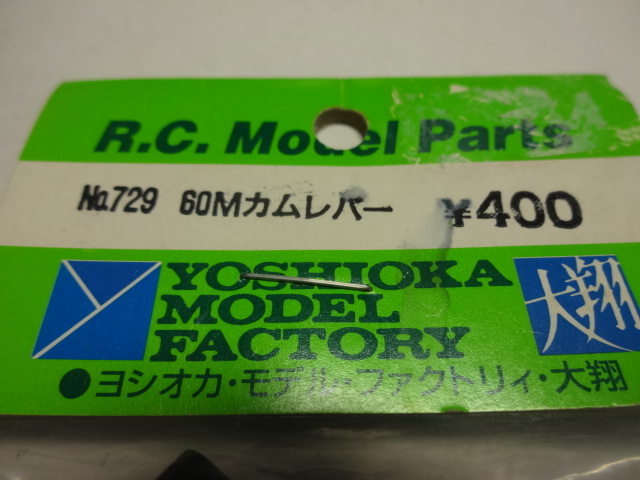 R.C. Model Parts
No.729 60Mカムレバー ¥400
YOSHIOKA
MODEL
FACTORY
大翔
●ヨシオカ・モデル・ファクトリィ・大翔